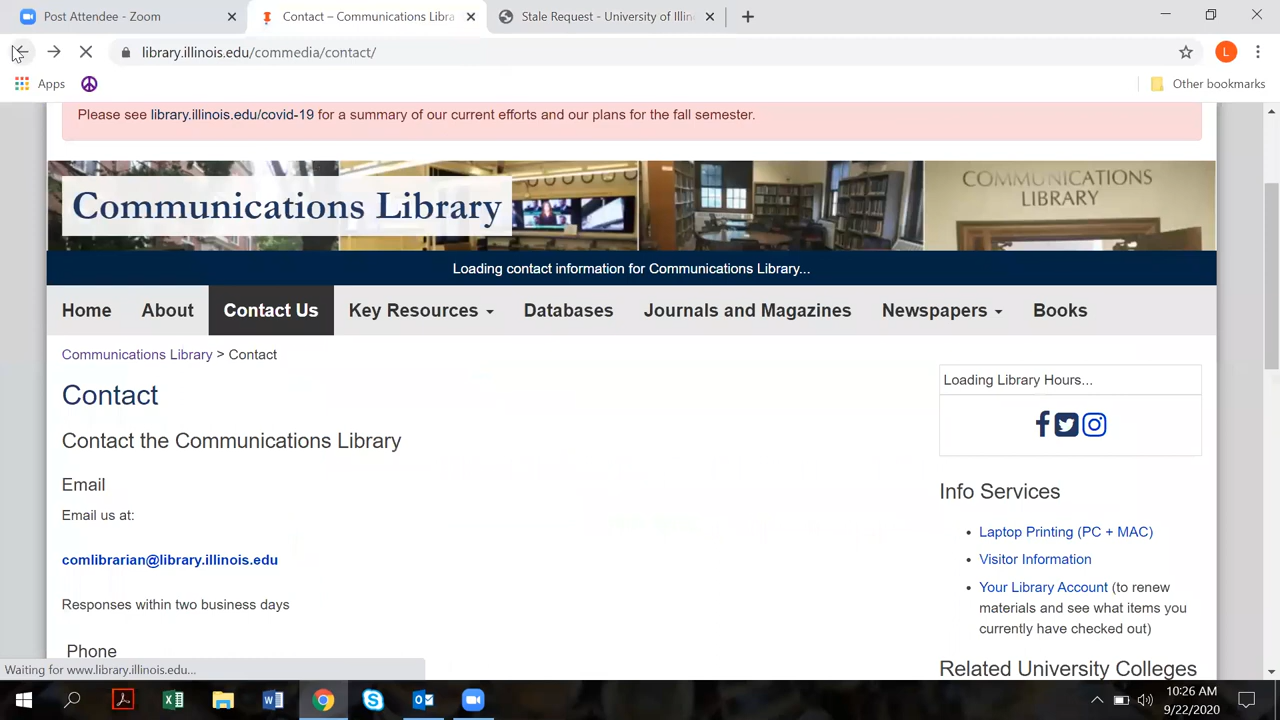 Post Attendee - Zoom
Contact – Communications Libra
Stale Request - University of Illin
library.illinois.edu/commedia/contact/
L
Apps
Other bookmarks
Please see library.illinois.edu/covid-19 for a summary of our current efforts and our plans for the fall semester.
Communications Library
COMMUNICATIONS
LIBRARY
Loading contact information for Communications Library...
Home
About
Contact Us
Key Resources
Databases
Journals and Magazines
Newspapers
Books
Communications Library > Contact
Contact
Contact the Communications Library
Email
Email us at:
comlibrarian@library.illinois.edu
Responses within two business days
Phone
Loading Library Hours...
Info Services
Laptop Printing (PC + MAC)
Visitor Information
Your Library Account (to renew
materials and see what items you
currently have checked out)
Related University Colleges
Waiting for www.library.illinois.edu...
10:26 AM
9/22/2020